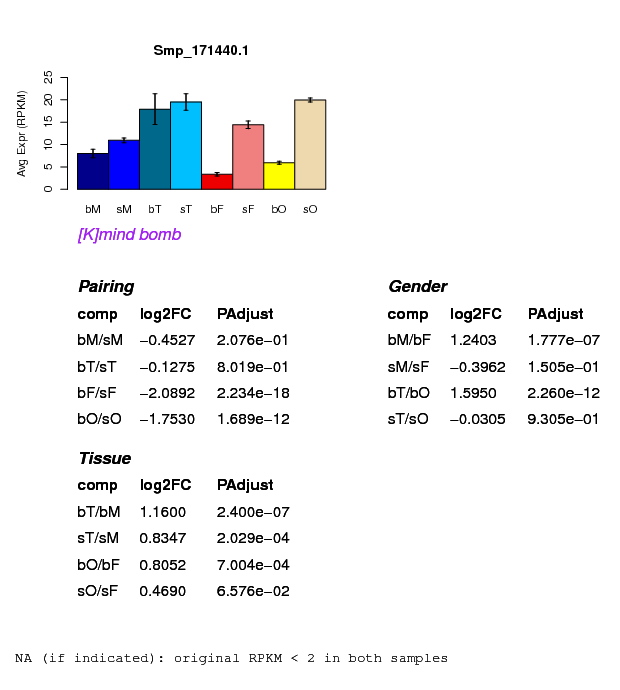 Smp_171440.1
Avg Expr (RPKM)
25
20
15
10
5
0
bM sM bT sT bF sF bO sO
[K]mind bomb
Pairing
comp log2FC PAdjust
bM/sM −0.4527 2.076e−01
bT/sT −0.1275 8.019e−01
bF/sF −2.0892 2.234e−18
bO/sO −1.7530 1.689e−12
Gender
comp log2FC PAdjust
bM/bF 1.2403 1.777e−07
sM/sF −0.3962 1.505e−01
bT/bO 1.5950 2.260e−12
sT/sO −0.0305 9.305e−01
Tissue
comp log2FC PAdjust
bT/bM 1.1600 2.400e−07
sT/sM 0.8347 2.029e−04
bO/bF 0.8052 7.004e−04
sO/sF 0.4690 6.576e−02
NA (if indicated): original RPKM < 2 in both samples